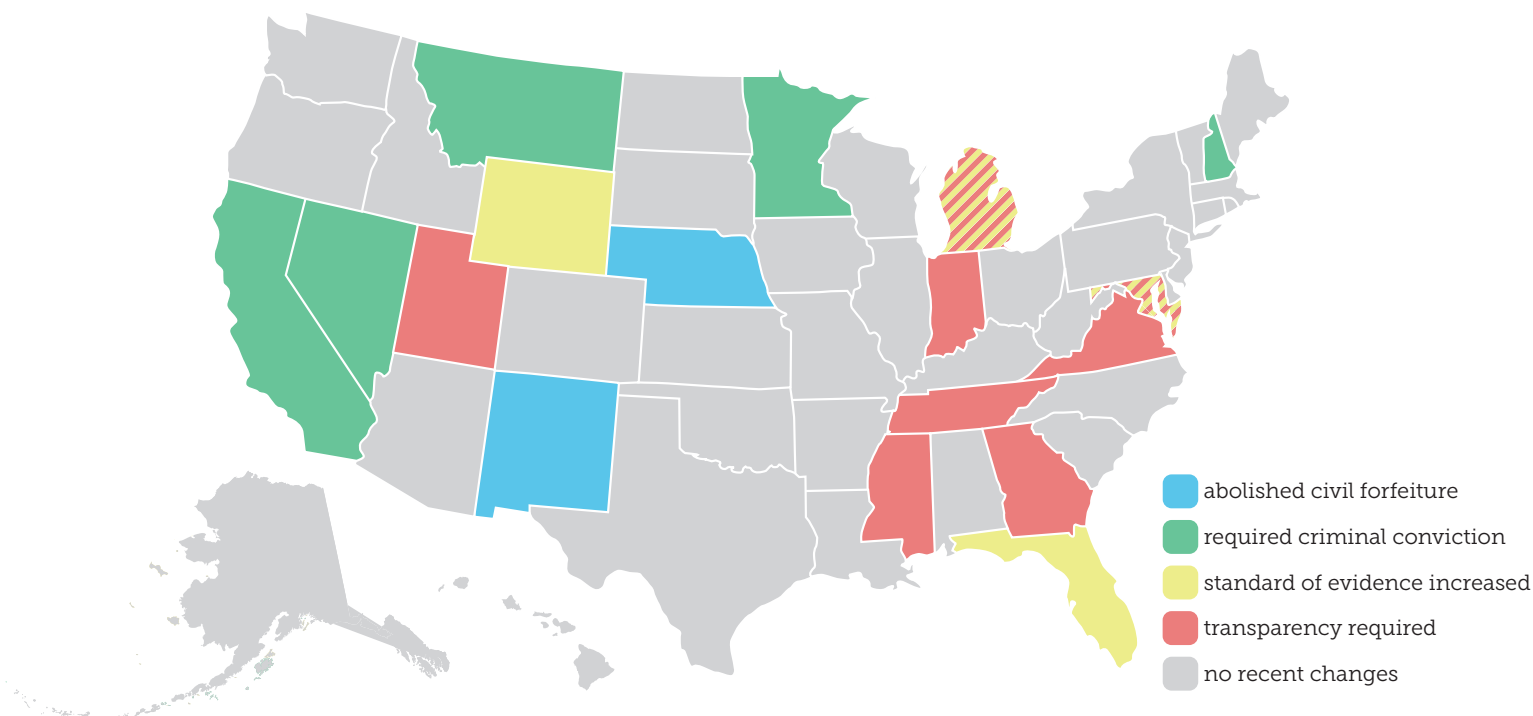 abolished civil forfeiture
required criminal conviction
standard of evidence increased
transparency required
no recent changes